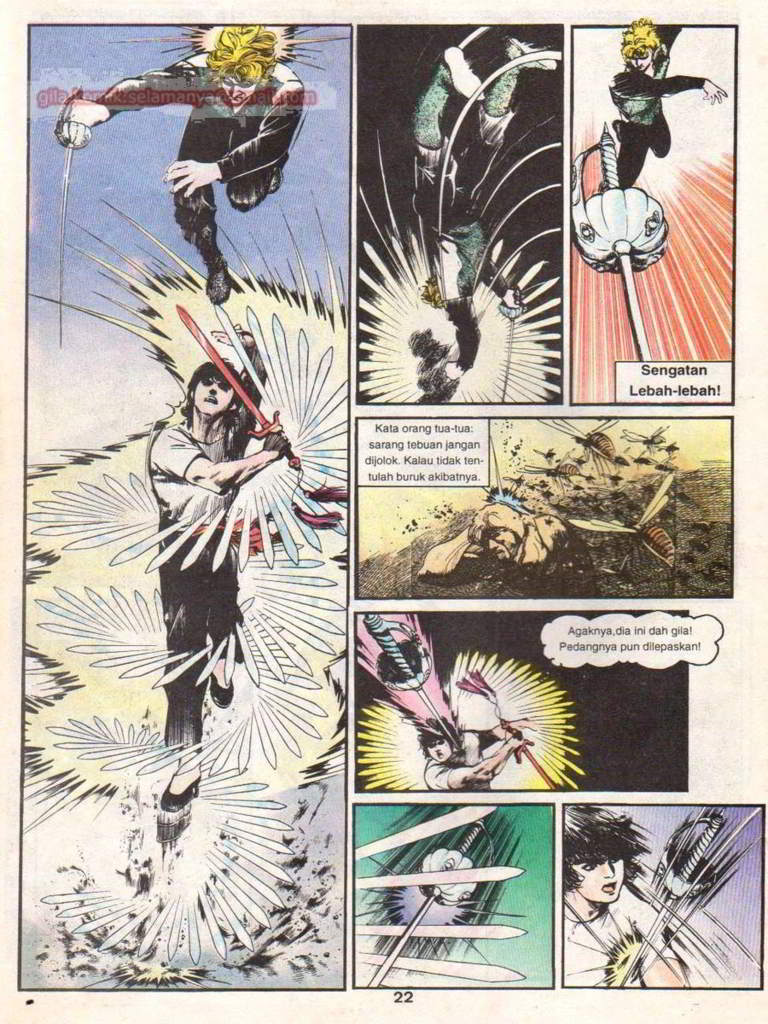 Sengatan
Lebah-lebah!
Kata orang tua-tua:
sarang tebuan jangan
dijolok. Kalau tidak ten-
tulah buruk akibatnya.
Agaknya,dia ini dah gila!
Pedangnya pun dilepaskan!
22